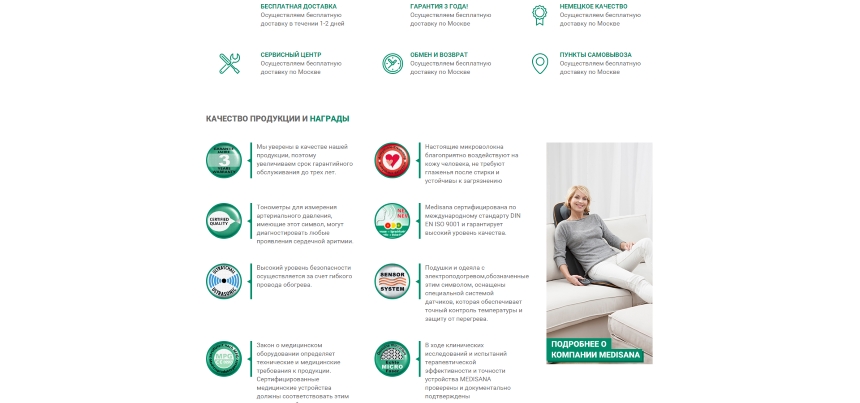 БЕСПЛАТНАЯ ДОСТАВКА
Осуществляем бесплатную
доставку в течении 1-2 дней
ГАРАНТИЯ 3 ГОДА!
Осуществляем бесплатную
доставку по Москве
НЕМЕЦКОЕ КАЧЕСТВО
Осуществляем бесплатную
доставку по Москве
СЕРВИСНЫЙ ЦЕНТР
Осуществляем бесплатную
доставку по Москве
ОБМЕН И ВОЗВРАТ
Осуществляем бесплатную
доставку по Москве
ПУНКТЫ САМОВЫВОЗА
Осуществляем бесплатную
доставку по Москве
КАЧЕСТВО ПРОДУКЦИИ И НАГРАДЫ
3
Мы уверены в качестве нашей
продукции, поэтому
увеличиваем срок гарантийного
обслуживания до трех лет.
Настоящие микроволокна
благоприятно воздействуют на
кожу человека, не требуют
глаженья после стирки и
устойчивы к загрязнению
CERTIFIED
QUALITY
Тонометры для измерения
артериального давления,
имеющие этот символ, могут
диагностировать любые
проявления сердечной аритмии.
Medisana сертифицирована по
международному стандарту DIN
EN ISO 9001 и гарантирует
высокий уровень качества.
Высокий уровень безопасности
осуществляется за счет гибкого
провода обогрева.
SENSOR
SYSTEM
Подушки и одеяла с
электроподогревом,обозначенные
этим символом, оснащены
специальной системой
датчиков, которая обеспечивает
точный контроль температуры и
защиту от перегрева.
Закон о медицинском
оборудовании определяет
технические и медицинские
требования к продукции.
Сертифицированные
медицинские устройства
должны соответствовать этим
MICRO
В ходе клинических
исследований и испытаний
терапевтической
эффективности и точности
устройства MEDISANA
проверены и документально
подтверждены
ПОДРОБНЕЕ О
КОМПАНИИ MEDISANA